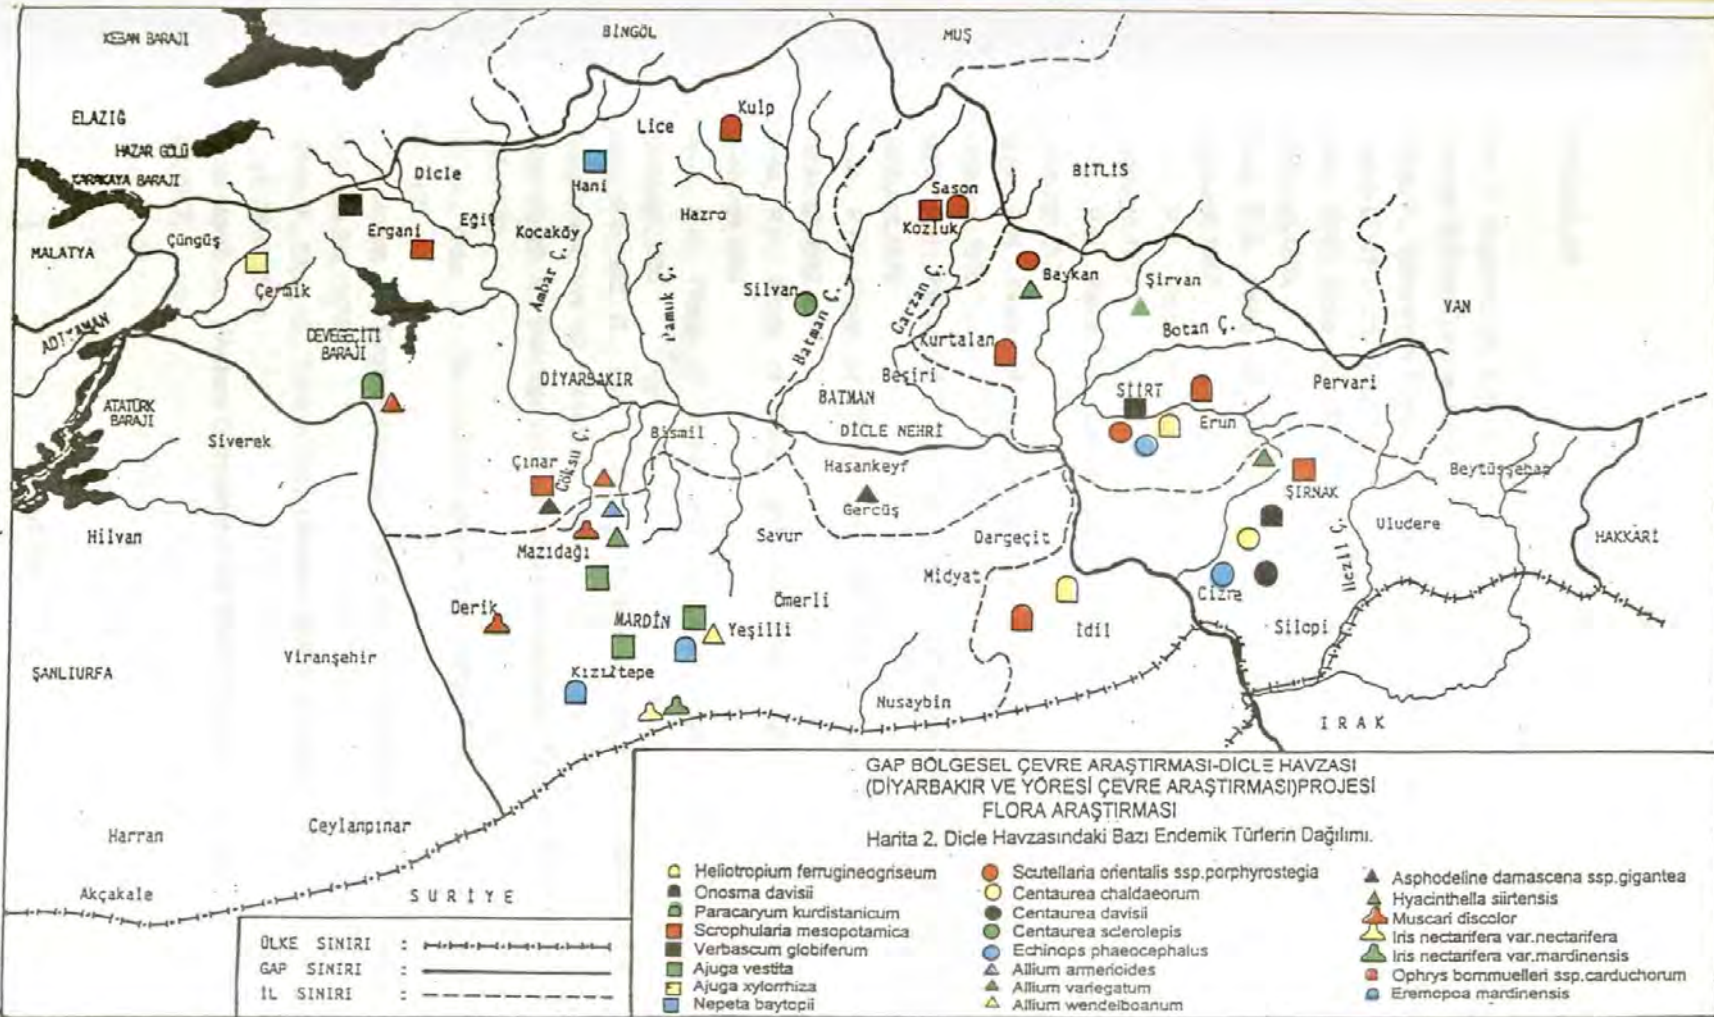 KEBAN BARAJI
BİNGÖL
MUŞ
ELAZIĞ
HAZAR GÖLÜ
KARAKAYA BARAJI
Dicle
Lice
Kulp
BİTLİS
Hani
Sason
MALATYA
Çüngüş
Ergani
Eğil
Kocaköy
Hazro
Kozluk
Çermik
Ambar Ç.
Pamuk Ç.
Silvan
Batman Ç.
Garzan Ç.
Baykan
Şirvan
VAN
ADIYAMAN
DEVEGEÇİTİ
BARAJI
Kurtalan
Botan Ç.
ATATÜRK
BARAJI
DİYARBAKIR
Beşiri
BATMAN
SİİRT
Pervari
Siverek
Bismil
DİCLE NEHRİ
Erun
Çınar
Göksu Ç.
Hasankeyf
Gercüş
ŞIRNAK
Beytüşşebap
Hilvan
Mazıdağı
Savur
Dargeçit
Uludere
HAKKARİ
Midyat
Hezil Ç.
Derik
MARDİN
Ömerli
Yeşilli
Cizre
İdil
Silopi
ŞANLIURFA
Viranşehir
Kızıltepe
Nusaybin
IRAK
Harran
Ceylanpınar
Akçakale
SURİYE
ÜLKE SINIRI :
GAP SINIRI :
İL SINIRI :
GAP BÖLGESEL ÇEVRE ARAŞTIRMASI-DİCLE HAVZASI
(DİYARBAKIR VE YÖRESİ ÇEVRE ARAŞTIRMASI)PROJESİ
FLORA ARAŞTIRMASI
Harita 2. Dicle Havzasındaki Bazı Endemik Türlerin Dağılımı.
Heliotropium ferrugineogriseum
Onosma davisii
Paracaryum kurdistanicum
Scrophularia mesopotamica
Verbascum globiferum
Ajuga vestita
Ajuga xylorrhiza
Nepeta baytopii
Scutellaria orientalis ssp.porphyrostegia
Centaurea chaldaeorum
Centaurea davisii
Centaurea sclerolepis
Echinops phaeocephalus
Allium armerioides
Allium variegatum
Allium wendelboanum
Asphodeline damascena ssp.gigantea
Hyacinthella siirtensis
Muscari discolor
Iris nectarifera var.nectarifera
Iris nectarifera var.mardinensis
Ophrys bornmuelleri ssp.carduchorum
Eremopoa mardinensis